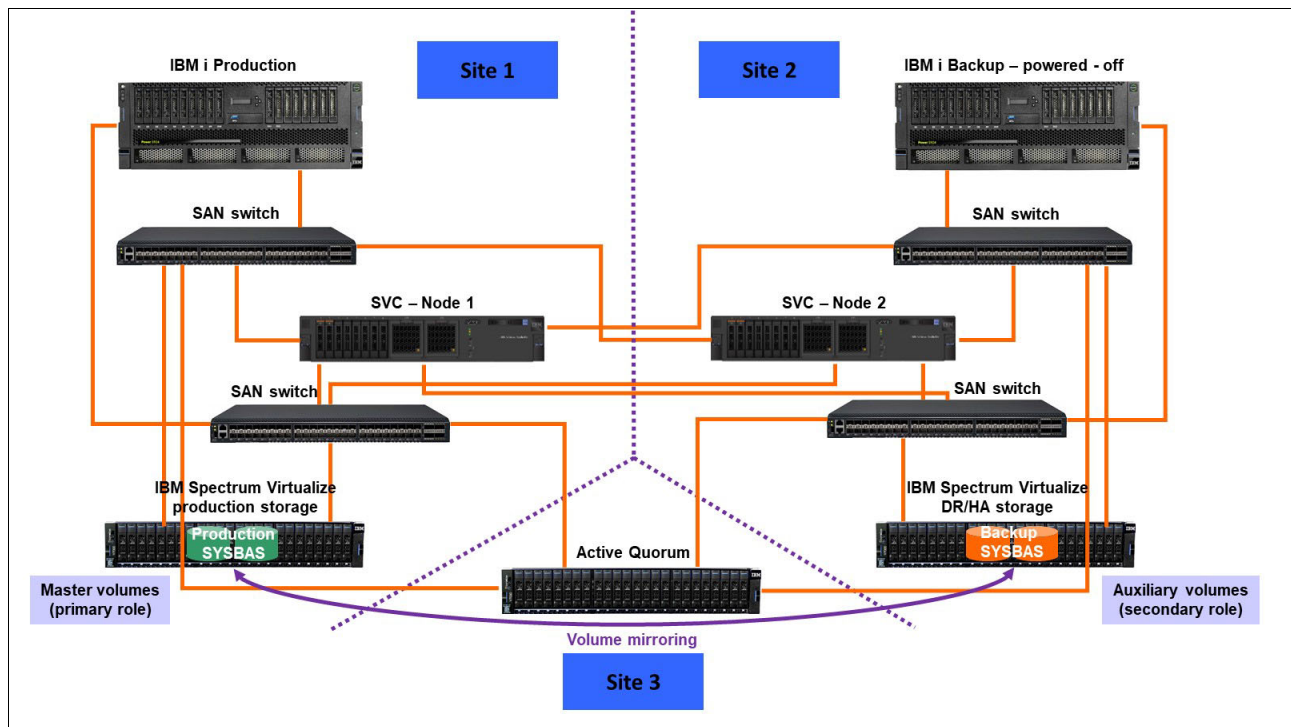 Site 1
Site 2
IBM i Production
IBM i Backup – powered - off
SAN switch
SAN switch
SVC – Node 1
SVC – Node 2
SAN switch
SAN switch
IBM Spectrum Virtualize
production storage
IBM Spectrum Virtualize
DR/HA storage
Production
SYSBAS
Backup
SYSBAS
Active Quorum
Master volumes
(primary role)
Auxiliary volumes
(secondary role)
Volume mirroring
Site 3